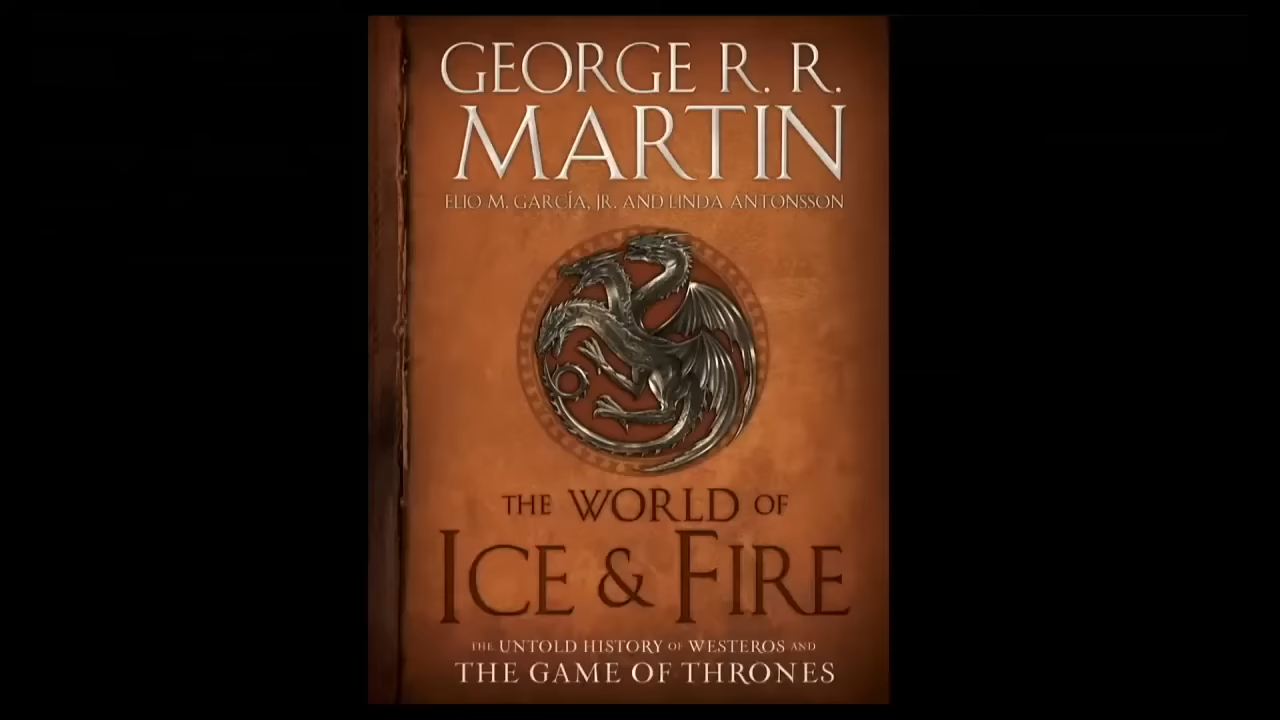 GEORGE R. R.
MARTIN
ELIO M. GARCÍA, JR. AND LINDA ANTONSSON
THE WORLD OF
ICE & FIRE
THE UNTOLD HISTORY OF WESTEROS AND
THE GAME OF THRONES